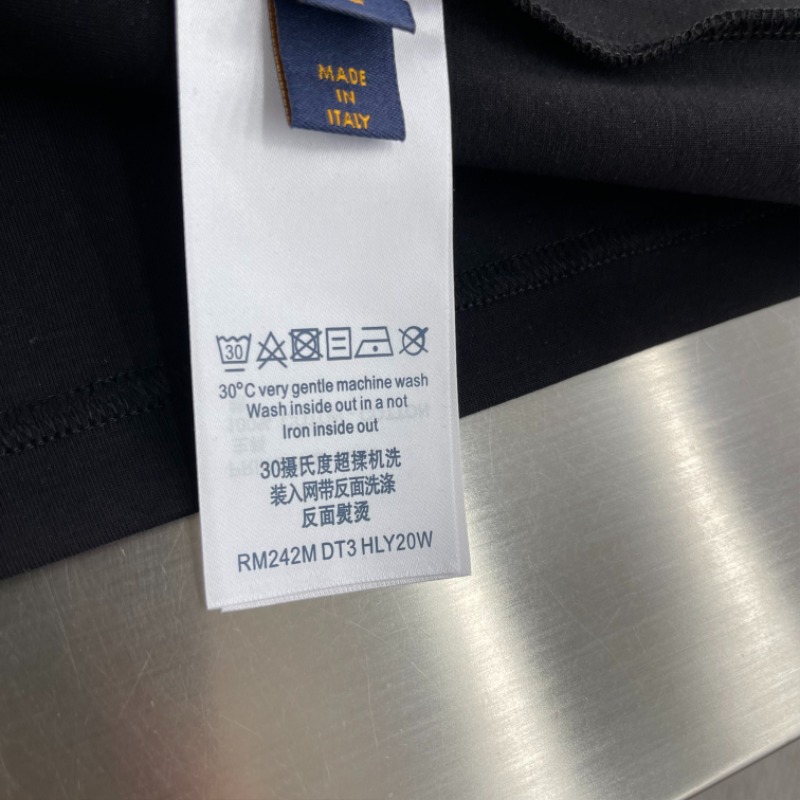 MADE
IN
ITALY
30
30°C very gentle machine wash
Wash inside out in a not
Iron inside out
30摄氏度超揉机洗
装入网带反面洗涤
反面熨烫
RM242M DT3 HLY20W